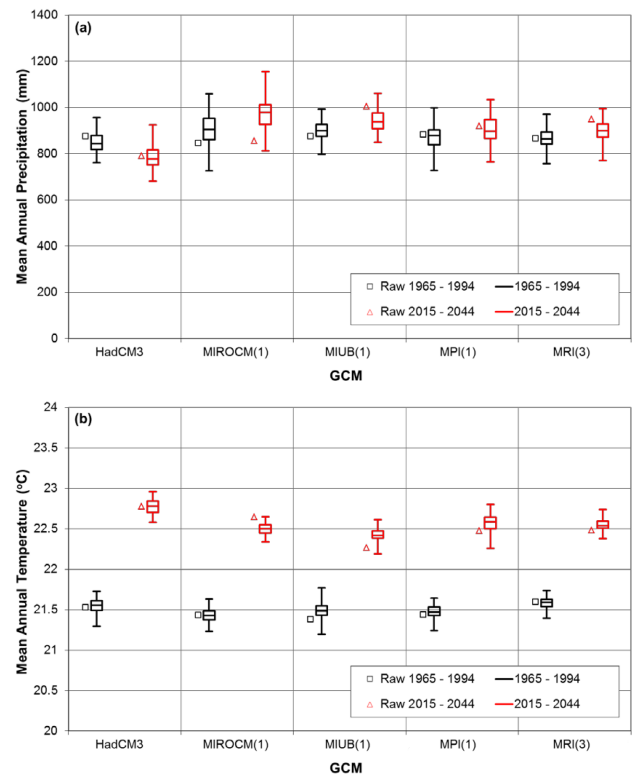 (a)
1400
1200
1000
800
600
400
200
0
Mean Annual Precipitation (mm)
Raw 1965 - 1994 1965 - 1994
Raw 2015 - 2044 2015 - 2044
HadCM3 MIROCM(1) MIUB(1) MPI(1) MRI(3)
GCM
(b)
24
23.5
23
22.5
22
21.5
21
20.5
20
Mean Annual Temperature (°C)
Raw 1965 - 1994 1965 - 1994
Raw 2015 - 2044 2015 - 2044
HadCM3 MIROCM(1) MIUB(1) MPI(1) MRI(3)
GCM